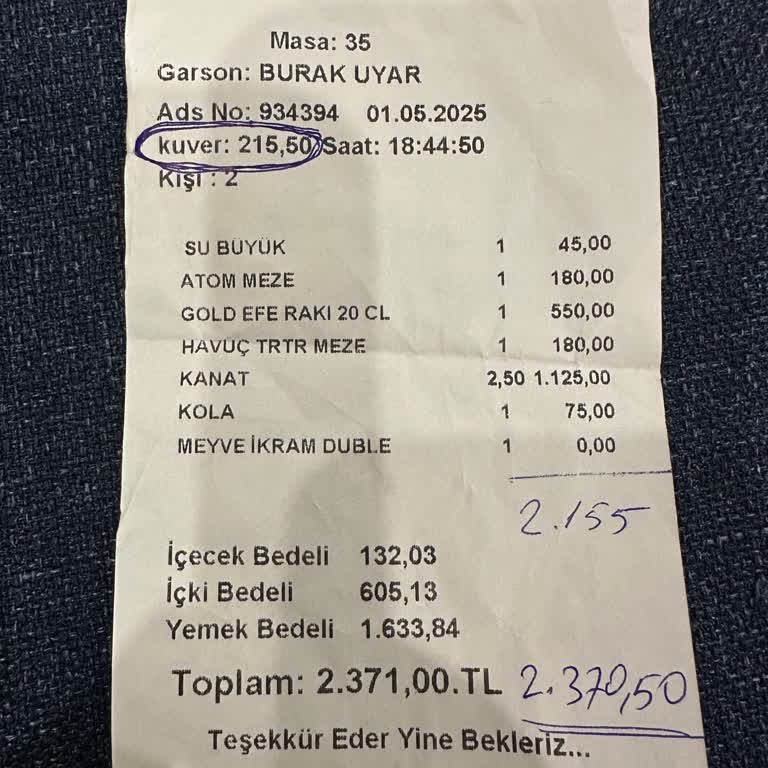 Masa: 35
Garson: BURAK UYAR
Ads No: 934394 01.05.2025
kuver: 215,50 Saat: 18:44:50
Kişi : 2
SU BÜYÜK 1 45,00
ATOM MEZE 1 180,00
GOLD EFE RAKI 20 CL 1 550,00
HAVUÇ TRTR MEZE 1 180,00
KANAT 2,50 1.125,00
KOLA 1 75,00
MEYVE İKRAM DUBLE 1 0,00
2.155
İçecek Bedeli 132,03
İçki Bedeli 605,13
Yemek Bedeli 1.633,84
Toplam: 2.371,00.TL 2.370,50
Teşekkür Eder Yine Bekleriz...